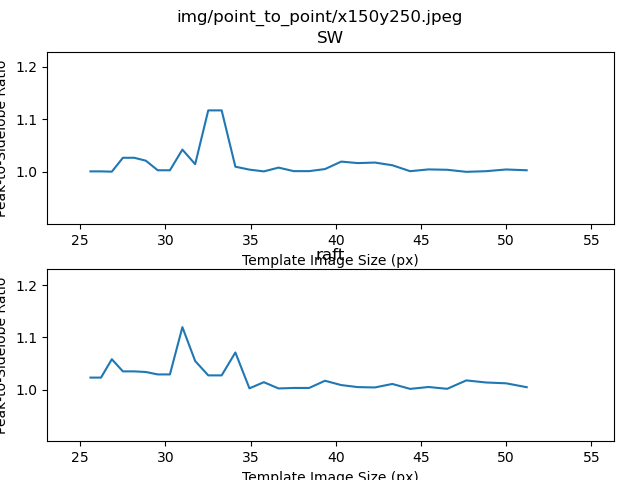 img/point_to_point/x150y250.jpeg
SW
1.2
1.1
1.0
Peak-to-Sidelobe Ratio
25 30 35 40 45 50 55
Template Image Size (px)
raft
1.2
1.1
1.0
Peak-to-Sidelobe Ratio
25 30 35 40 45 50 55
Template Image Size (px)